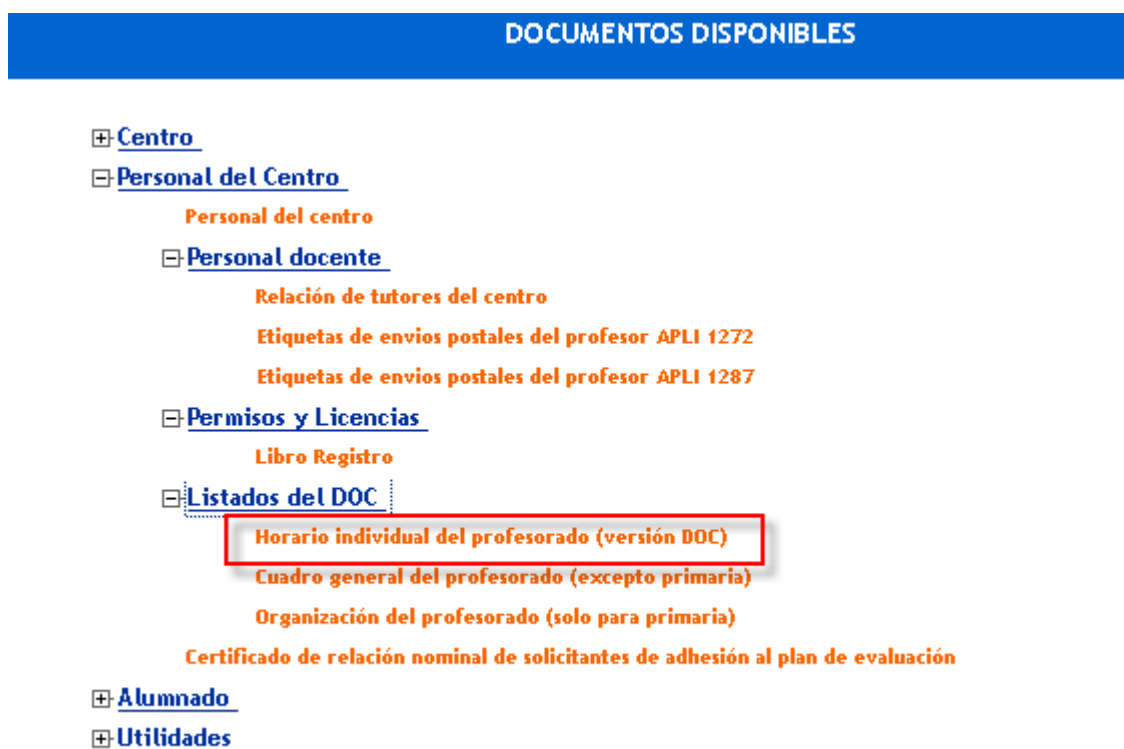 DOCUMENTOS DISPONIBLES
Centro
Personal del Centro
Personal del centro
Personal docente
Relación de tutores del centro
Etiquetas de envios postales del profesor APLI 1272
Etiquetas de envios postales del profesor APLI 1287
Permisos y Licencias
Libro Registro
Listados del DOC
Horario individual del profesorado (versión DOC)
Cuadro general del profesorado (excepto primaria)
Organización del profesorado (solo para primaria)
Certificado de relación nominal de solicitantes de adhesión al plan de evaluación
Alumnado
Utilidades